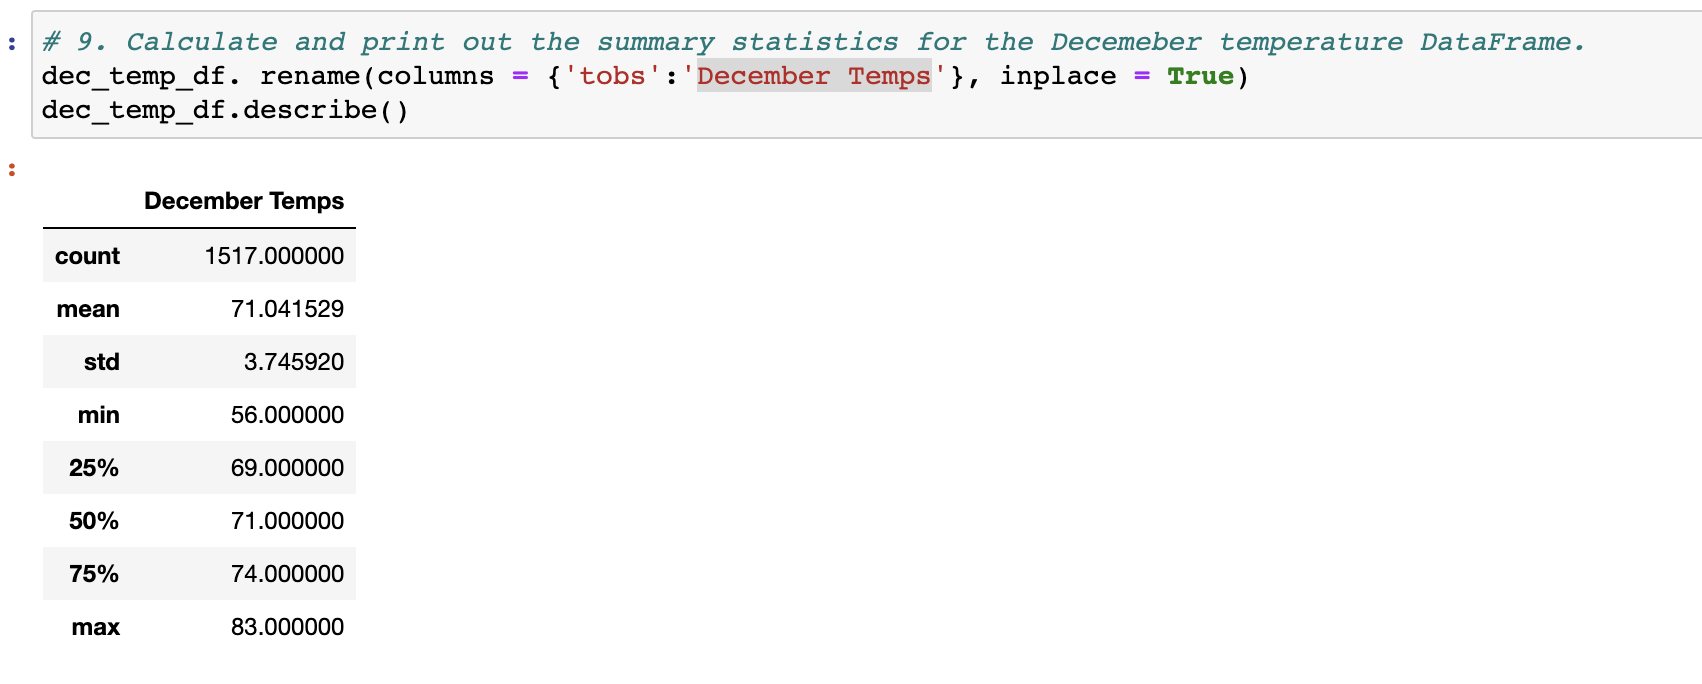 :
# 9. Calculate and print out the summary statistics for the Decemeber temperature DataFrame.
dec_temp_df. rename(columns = {'tobs':'December Temps'}, inplace = True)
dec_temp_df.describe()
:
December Temps
count 1517.000000
mean 71.041529
std 3.745920
min 56.000000
25% 69.000000
50% 71.000000
75% 74.000000
max 83.000000